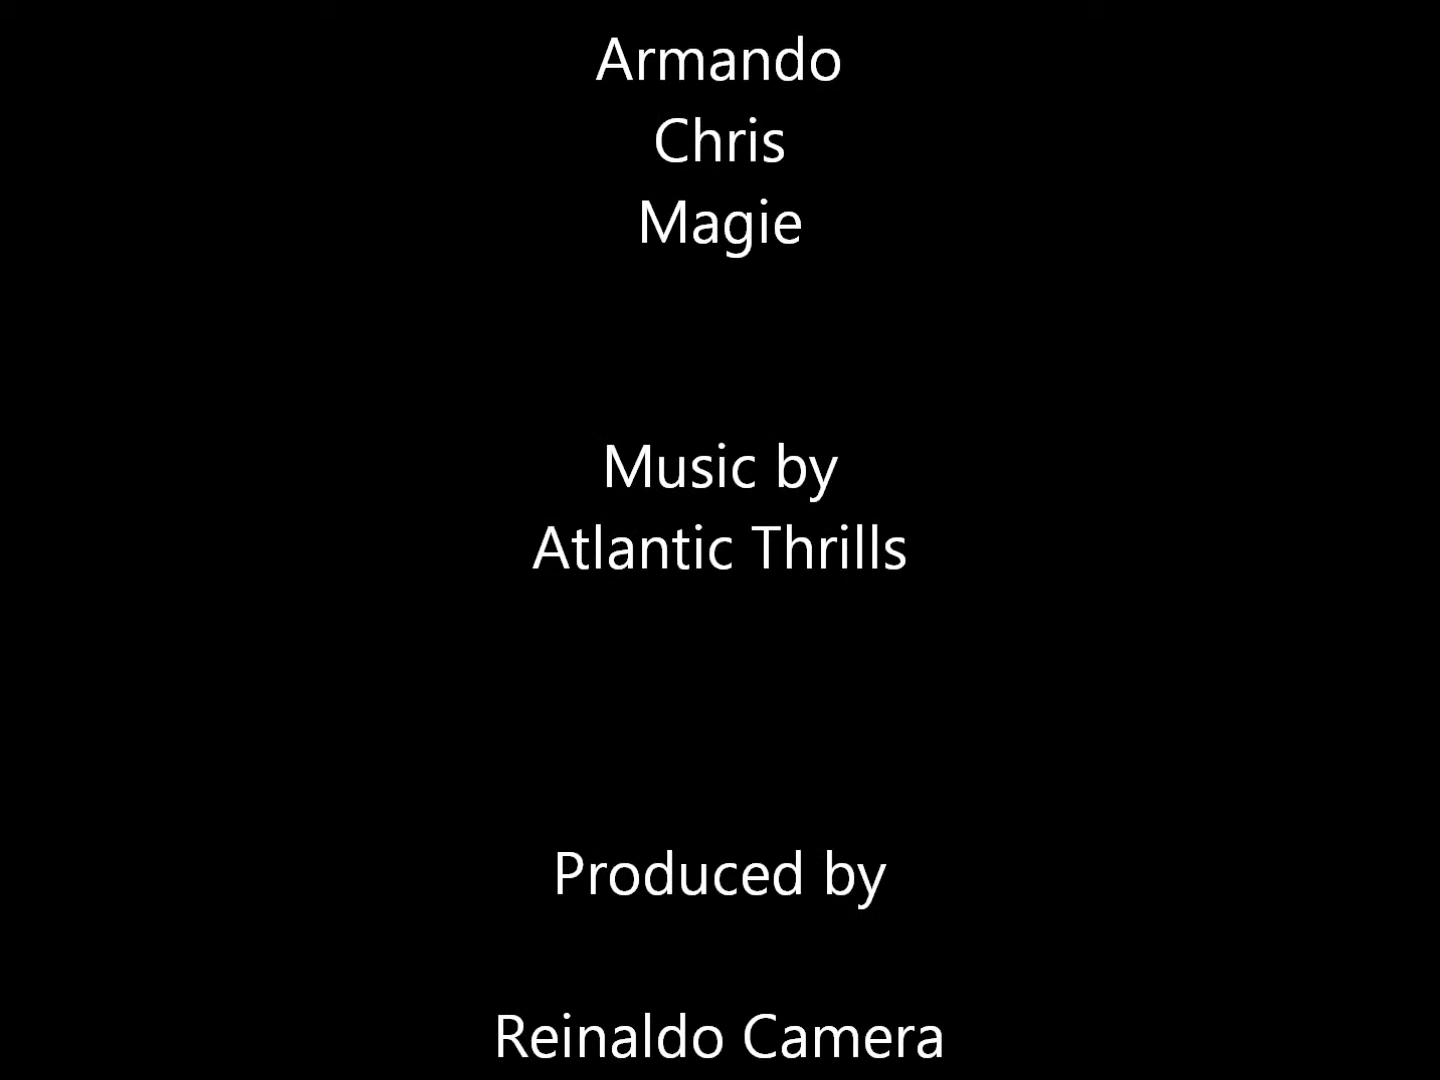 Armando
Chris
Magie
Music by
Atlantic Thrills
Produced by
Reinaldo Camera